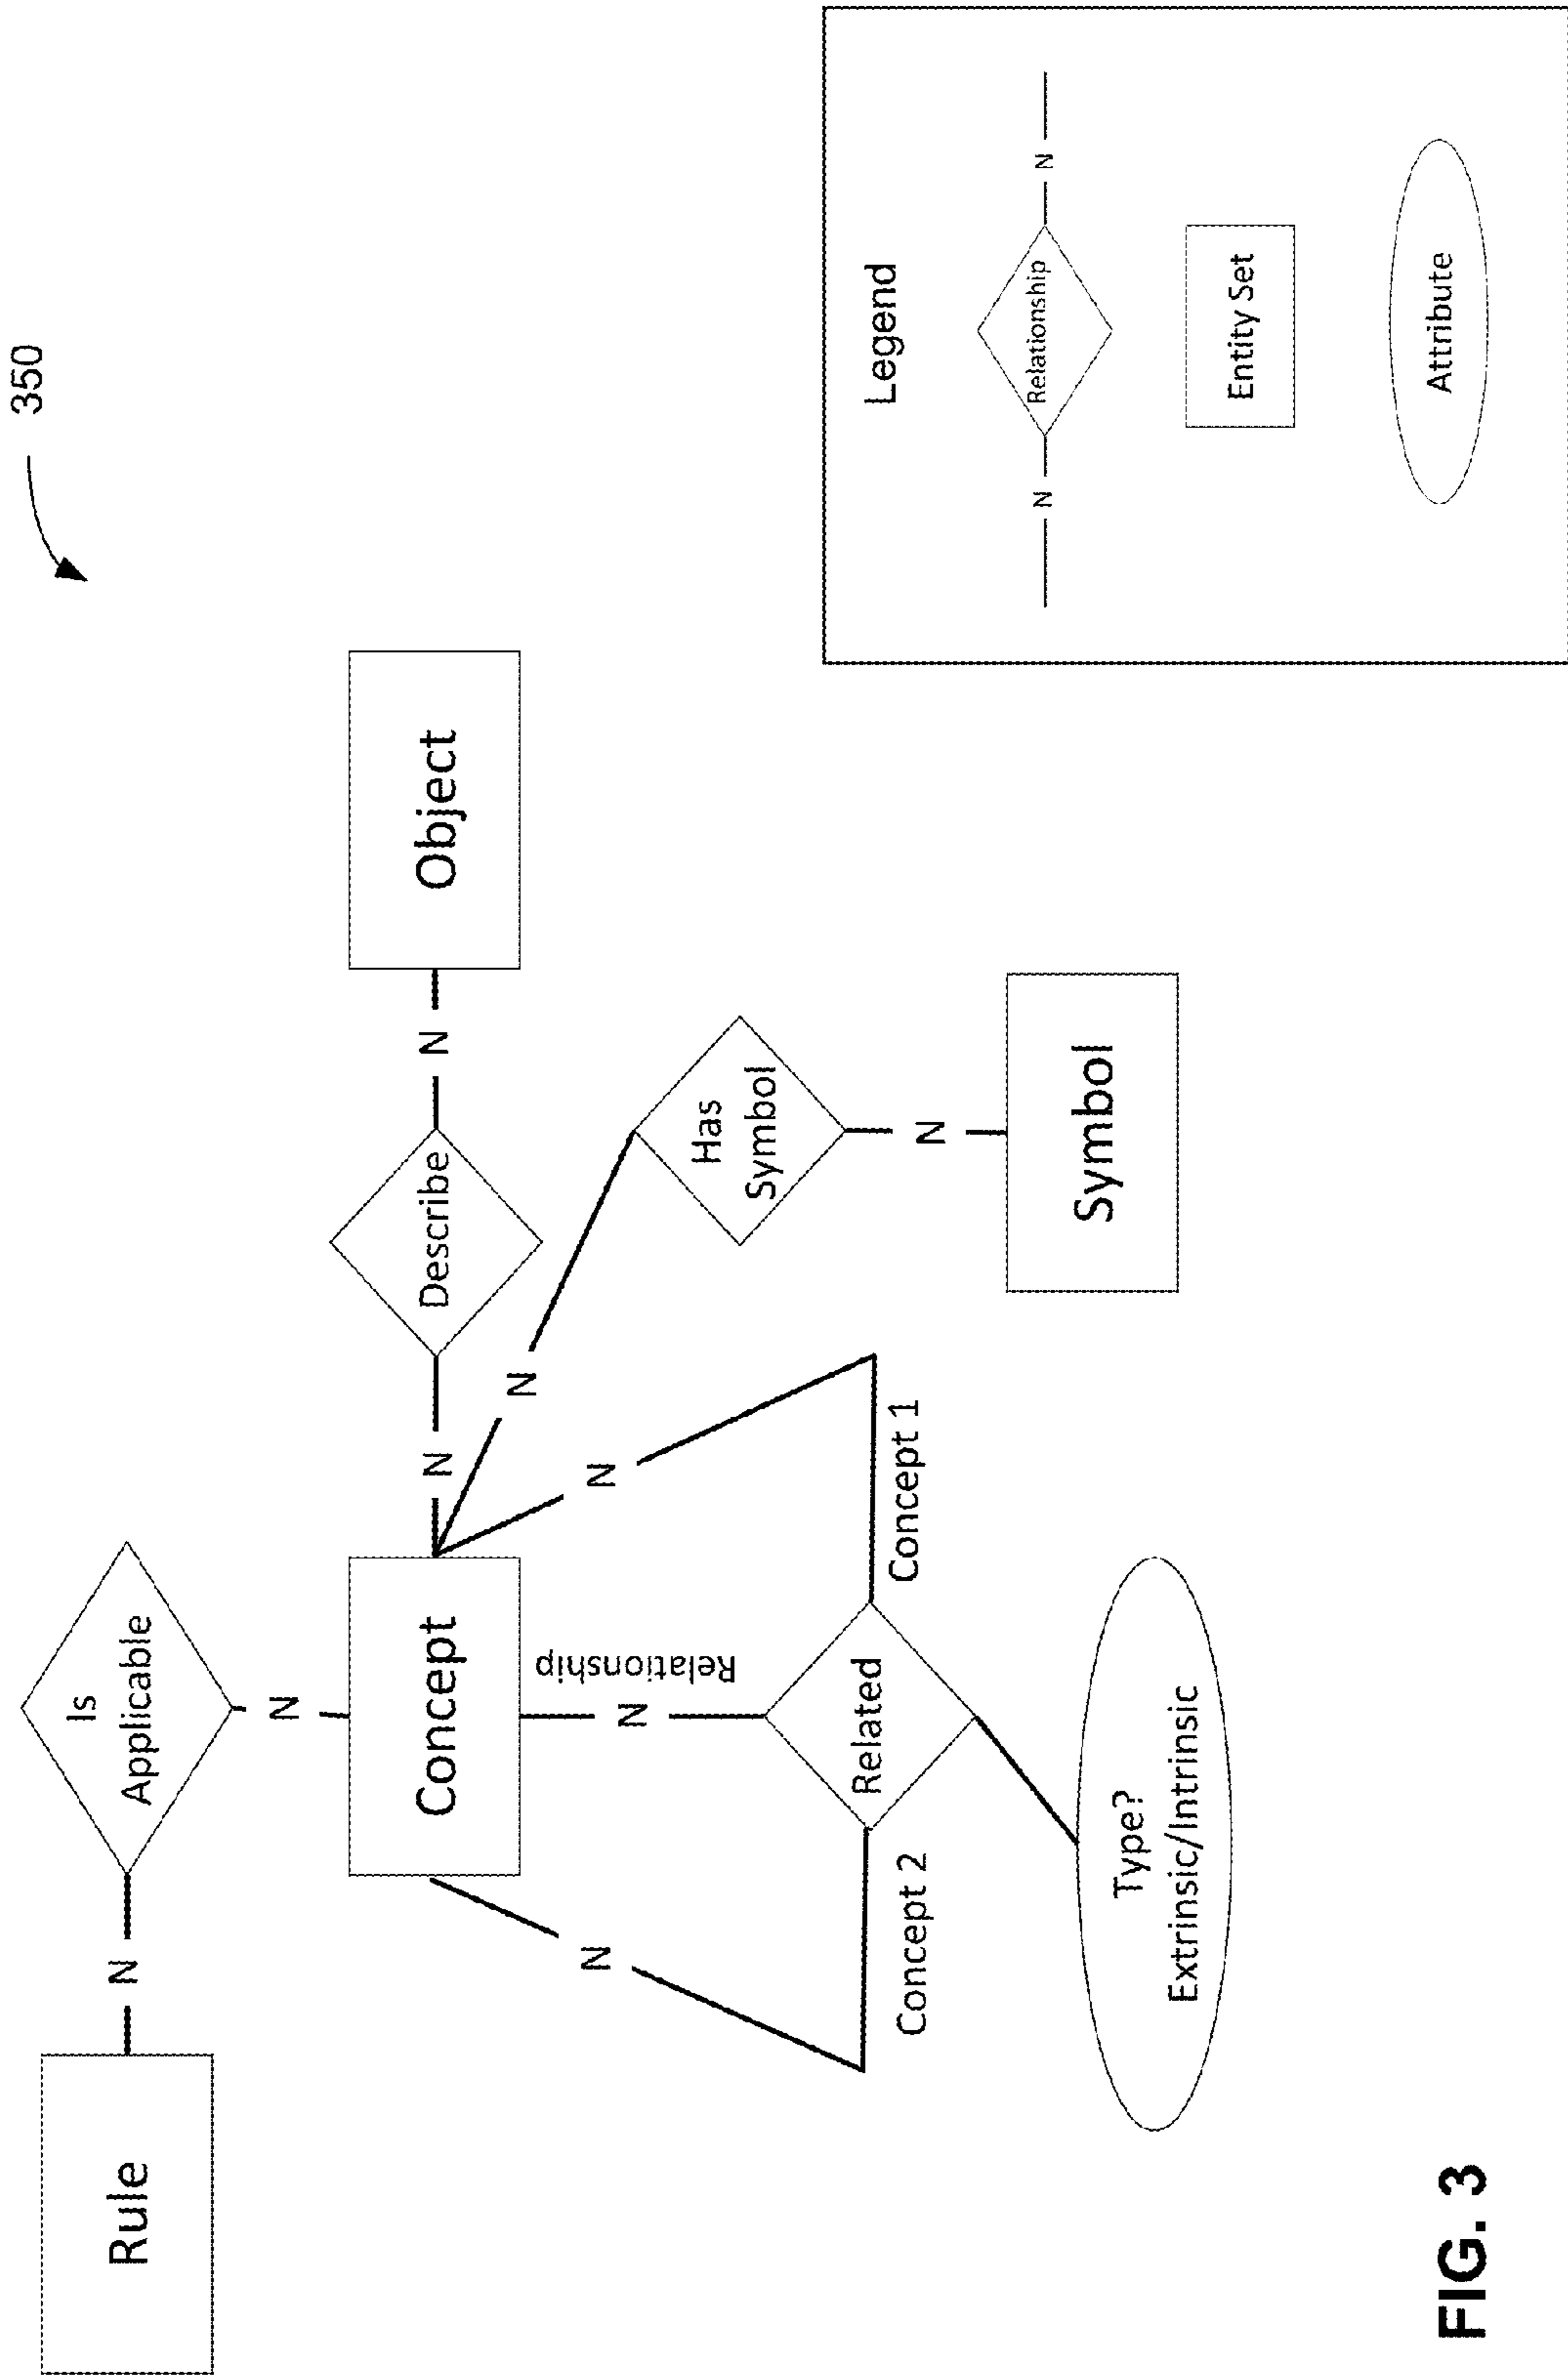 350
Rule
N
Is
Applicable
N
Concept
N
Describe
N
Object
N
Has
Symbol
N
Symbol
N
Concept 1
N
Relationship
Related
N
Concept 2
Type?
Extrinsic/Intrinsic
Legend
N
Relationship
N
Entity Set
Attribute
FIG. 3